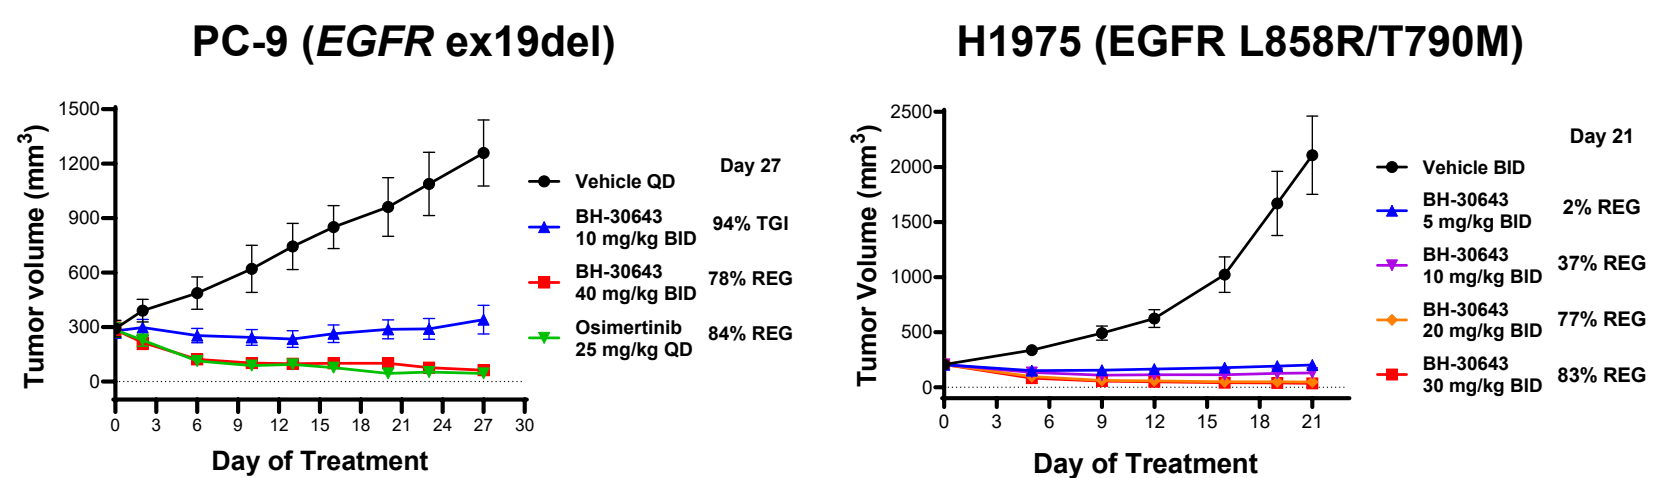 PC-9 (EGFR ex19del)
1500
1200
900
600
300
0
Tumor volume (mm³)
0 3 6 9 12 15 18 21 24 27 30
Day of Treatment
Day 27
Vehicle QD
BH-30643
10 mg/kg BID
94% TGI
BH-30643
40 mg/kg BID
78% REG
Osimertinib
25 mg/kg QD
84% REG
H1975 (EGFR L858R/T790M)
2500
2000
1500
1000
500
0
Tumor Volume (mm³)
0 3 6 9 12 15 18 21
Day of Treatment
Day 21
Vehicle BID
BH-30643
5 mg/kg BID
2% REG
BH-30643
10 mg/kg BID
37% REG
BH-30643
20 mg/kg BID
77% REG
BH-30643
30 mg/kg BID
83% REG